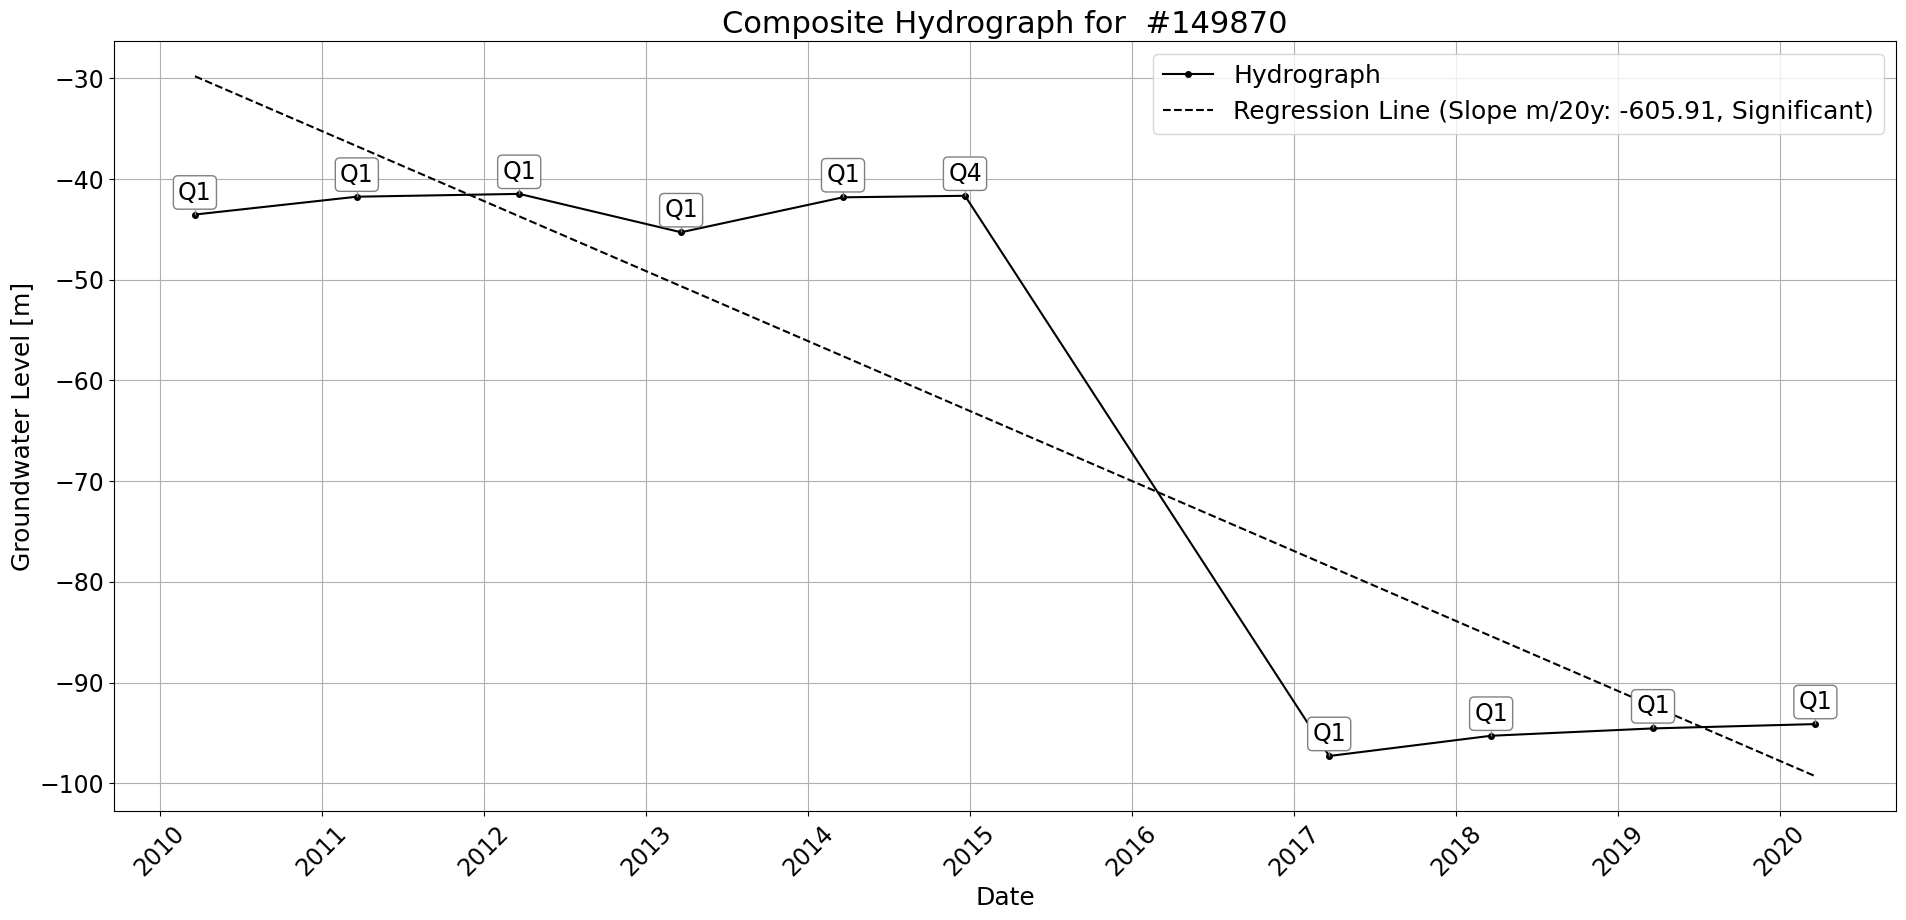 Composite Hydrograph for  #149870
Hydrograph
Regression Line (Slope m/20y: -605.91, Significant)
Groundwater Level [m]
−30
−40
−50
−60
−70
−80
−90
−100
Q1
Q1
Q1
Q1
Q1
Q4
Q1
Q1
Q1
Q1
2010
2011
2012
2013
2014
2015
2016
2017
2018
2019
2020
Date